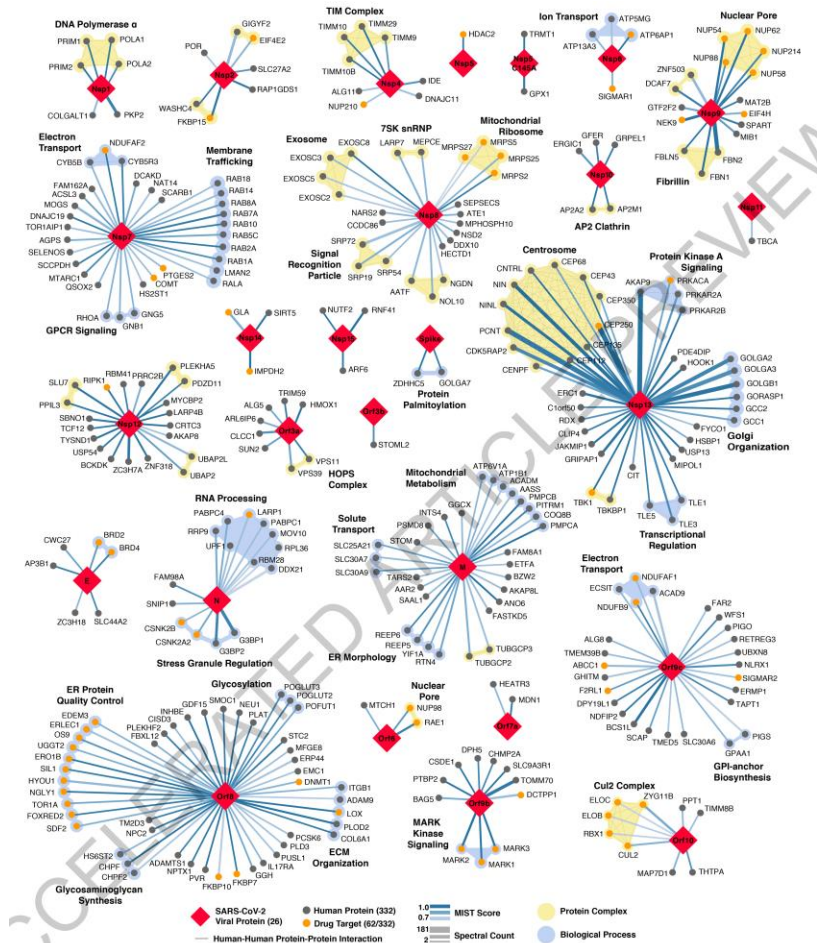 DNA Polymerase α
PRIM1
POLA1
PRIM2
POLA2
Nsp1
COLGALT1
PKP2
GIGYF2
EIF4E2
POR
Nsp2
SLC27A2
RAP1GDS1
WASHC4
FKBP15
TIM Complex
TIMM10
TIMM29
TIMM9
TIMM10B
Nsp4
IDE
ALG11
DNAJC11
NUP210
HDAC2
Nsp5
TRMT1
Nsp5
C145A
GPX1
Ion Transport
ATP5MG
ATP13A3
ATP6AP1
Nsp6
SIGMAR1
Nuclear Pore
NUP54
NUP62
NUP88
NUP214
NUP58
ZNF503
DCAF7
GTF2F2
Nsp9
MAT2B
EIF4H
NEK9
SPART
MIB1
FBLN5
FBN2
FBN1
Fibrillin
Electron
Transport
NDUFAF2
CYB5B
CYB5R3
Membrane
Trafficking
DCAKD
NAT14
SCARB1
FAM162A
ACSL3
MOGS
DNAJC19
TOR1AIP1
AGPS
SELENOS
SCCPDH
MTARC1
QSOX2
Nsp7
RAB18
RAB14
RAB8A
RAB7A
RAB10
RAB5C
RAB2A
RAB1A
LMAN2
RALA
PTGES2
COMT
HS2ST1
RHOA
GNG5
GNB1
GPCR Signaling
Exosome
EXOSC8
EXOSC3
EXOSC5
EXOSC2
7SK snRNP
LARP7
MEPCE
Mitochondrial
Ribosome
MRPS5
MRPS27
MRPS25
MRPS2
Nsp8
NARS2
CCDC86
SEPSECS
ATE1
MPHOSPH10
NSD2
DDX10
HECTD1
Signal
Recognition
Particle
SRP72
SRP54
SRP19
AATF
NGDN
NOL10
GFER
ERGIC1
GRPEL1
Nsp10
AP2A2
AP2M1
AP2 Clathrin
Nsp11
TBCA
Centrosome
CEP68
CNTRL
CEP43
NIN
NINL
CEP350
PCNT
CEP250
CEP135
CDK5RAP2
CEP112
CENPF
Protein Kinase A
Signaling
AKAP9
PRKACA
PRKAR2A
PRKAR2B
PDE4DIP
HOOK1
Nsp13
GOLGA2
GOLGA3
GOLGB1
GORASP1
GCC2
GCC1
Golgi
Organization
ERC1
C1orf50
RDX
CLIP4
JAKMIP1
GRIPAP1
FYCO1
HSBP1
USP13
MIPOL1
CIT
TBK1
TBKBP1
TLE1
TLE5
TLE3
Transcriptional
Regulation
GLA
SIRT5
Nsp14
IMPDH2
NUTF2
RNF41
Nsp15
ARF6
Spike
ZDHHC5
GOLGA7
Protein
Palmitoylation
SLU7
RIPK1
RBM41
PRRC2B
PLEKHA5
PDZD11
PPIL3
Nsp12
MYCBP2
LARP4B
CRTC3
AKAP8
SBNO1
TCF12
TYSND1
USP54
BCKDK
ZC3H7A
ZNF318
UBAP2L
UBAP2
TRIM59
ALG5
HMOX1
ARL6IP6
Orf3a
CLCC1
SUN2
VPS11
VPS39
HOPS
Complex
Orf3b
STOML2
BRD2
CWC27
BRD4
AP3B1
E
ZC3H18
SLC44A2
RNA Processing
LARP1
PABPC4
PABPC1
RRP9
MOV10
UPF1
RPL36
RBM28
DDX21
FAM98A
SNIP1
N
CSNK2B
CSNK2A2
G3BP1
G3BP2
Stress Granule Regulation
Mitochondrial
Metabolism
ATP6V1A
ATP1B1
ACADM
AASS
PMPCB
PITRM1
COQ8B
PMPCA
GGCX
INTS4
PSMD8
STOM
Solute
Transport
SLC25A21
SLC30A7
SLC30A9
M
FAM8A1
ETFA
BZW2
AKAP8L
ANO6
FASTKD5
TARS2
AAR2
SAAL1
REEP6
REEP5
YIF1A
RTN4
TUBGCP3
TUBGCP2
ER Morphology
Electron
Transport
NDUFAF1
ECSIT
ACAD9
NDUFB9
FAR2
WFS1
PIGO
RETREG3
UBXN8
NLRX1
SIGMAR2
ERMP1
TAPT1
ALG8
TMEM39B
ABCC1
GHITM
F2RL1
DPY19L1
NDFIP2
BCS1L
SCAP
TMED5
SLC30A6
Orf9c
PIGS
GPAA1
GPI-anchor
Biosynthesis
ER Protein
Quality Control
EDEM3
ERLEC1
OS9
UGGT2
ERO1B
SIL1
HYOU1
NGLY1
TOR1A
FOXRED2
SDF2
Glycosylation
POGLUT3
POGLUT2
POFUT1
SMOC1
NEU1
GDF15
PLAT
INHBE
CISD3
PLEKHF2
FBXL12
STC2
MFGE8
ERP44
EMC1
DNMT1
Orf8
ITGB1
ADAM9
LOX
PLOD2
COL6A1
ECM
Organization
TM2D3
NPC2
HS6ST2
CHPF
CHPF2
Glycosaminoglycan
Synthesis
ADAMTS1
NPTX1
PVR
FKBP10
FKBP7
GGH
IL17RA
PUSL1
PLD3
PCSK6
Nuclear
Pore
MTCH1
NUP98
RAE1
Orf6
HEATR3
MDN1
Orf7a
DPH5
CSDE1
CHMP2A
SLC9A3R1
PTBP2
TOMM70
BAG5
DCTPP1
Orf9b
MARK
Kinase
Signaling
MARK3
MARK2
MARK1
Cul2 Complex
ZYG11B
ELOC
ELOB
RBX1
CUL2
PPT1
TIMM8B
Orf10
MAP7D1
THTPA
SARS-CoV-2
Viral Protein (26)
Human Protein (332)
Drug Target (62/332)
Human-Human Protein-Protein Interaction
1.0
0.7
MIST Score
181
2
Spectral Count
Protein Complex
Biological Process
ACCELERATED ARTICLE PREVIEW